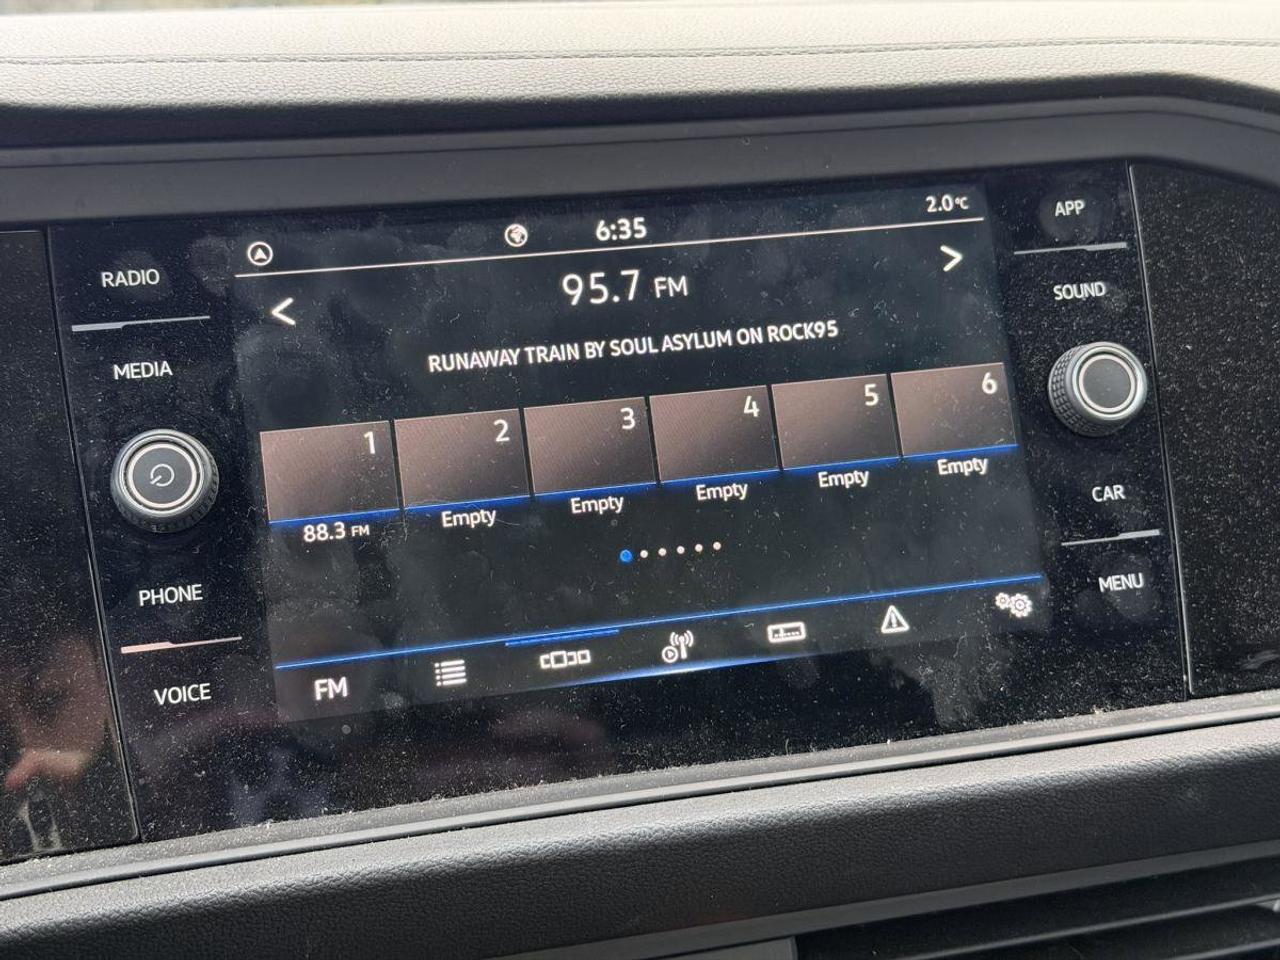 RADIO
MEDIA
PHONE
VOICE
6:35
2.0°C
95.7 FM
RUNAWAY TRAIN BY SOUL ASYLUM ON ROCK95
1
2
3
4
5
6
88.3 FM
Empty
Empty
Empty
Empty
Empty
FM
APP
SOUND
CAR
MENU